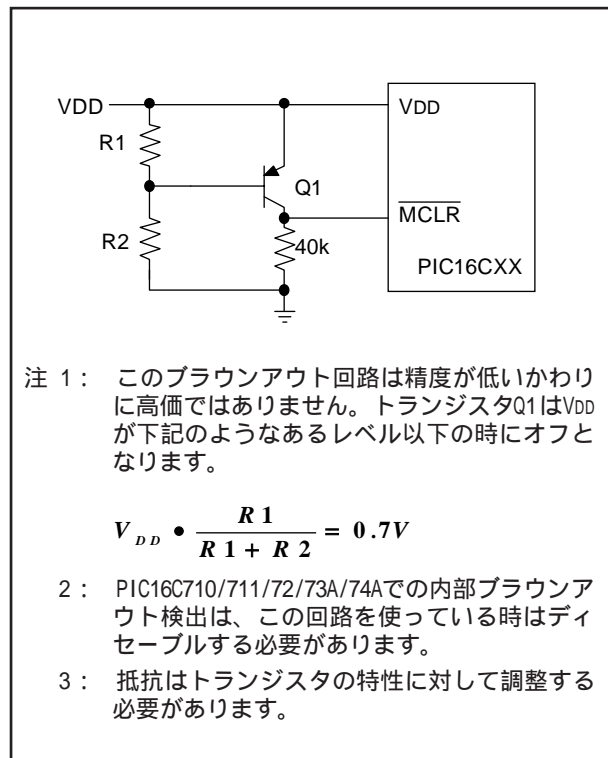 VDD
VDD
R1
Q1
MCLR
R2
40k
PIC16CXX
注 1： このブラウンアウト回路は精度が低いかわり
に高価ではありません。トランジスタQ1はVDD
が下記のようなあるレベル以下の時にオフと
なります。
VDD • R1 / R1 + R2 = 0.7V
2： PIC16C710/711/72/73A/74Aでの内部ブラウンア
ウト検出は、この回路を使っている時はディ
セーブルする必要があります。
3： 抵抗はトランジスタの特性に対して調整する
必要があります。